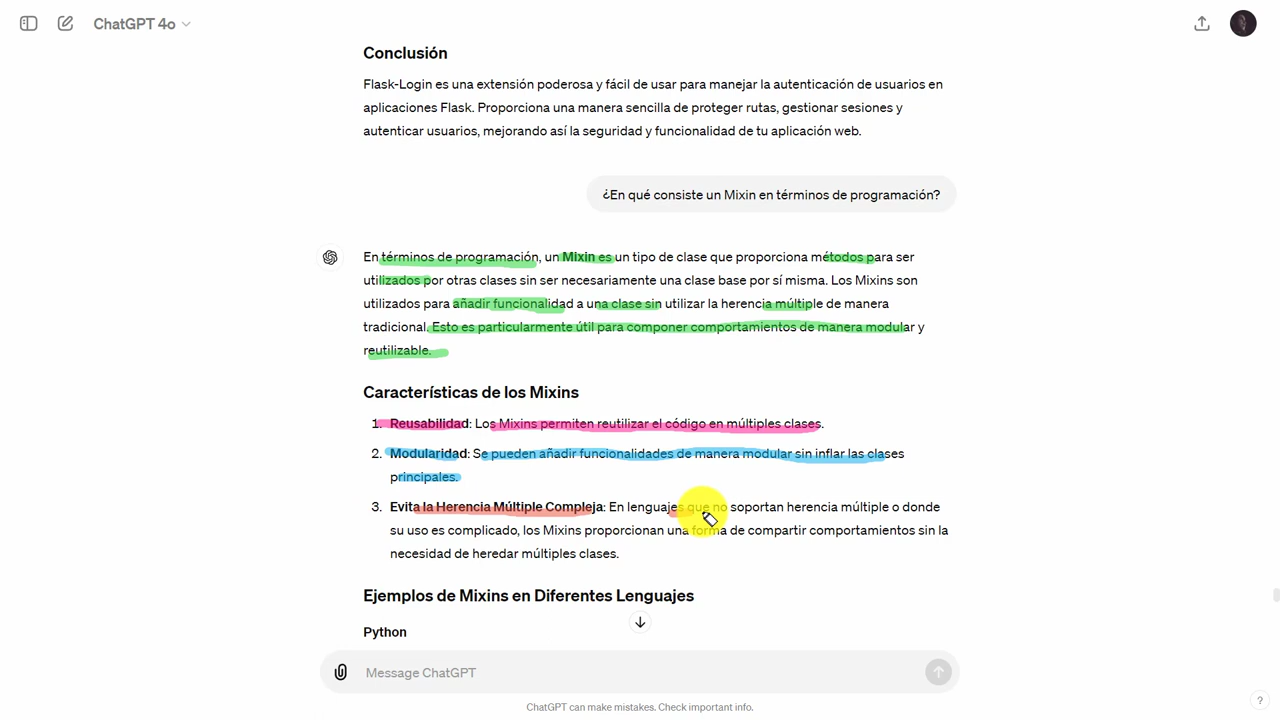 ChatGPT 4o
Conclusión
Flask-Login es una extensión poderosa y fácil de usar para manejar la autenticación de usuarios en
aplicaciones Flask. Proporciona una manera sencilla de proteger rutas, gestionar sesiones y
autenticar usuarios, mejorando así la seguridad y funcionalidad de tu aplicación web.
¿En qué consiste un Mixin en términos de programación?
En términos de programación, un Mixin es un tipo de clase que proporciona métodos para ser
utilizados por otras clases sin ser necesariamente una clase base por sí misma. Los Mixins son
utilizados para añadir funcionalidad a una clase sin utilizar la herencia múltiple de manera
tradicional. Esto es particularmente útil para componer comportamientos de manera modular y
reutilizable.
Características de los Mixins
1. Reusabilidad: Los Mixins permiten reutilizar el código en múltiples clases.
2. Modularidad: Se pueden añadir funcionalidades de manera modular sin inflar las clases
principales.
3. Evita la Herencia Múltiple Compleja: En lenguajes que no soportan herencia múltiple o donde
su uso es complicado, los Mixins proporcionan una forma de compartir comportamientos sin la
necesidad de heredar múltiples clases.
Ejemplos de Mixins en Diferentes Lenguajes
Python
Message ChatGPT
ChatGPT can make mistakes. Check important info.
?